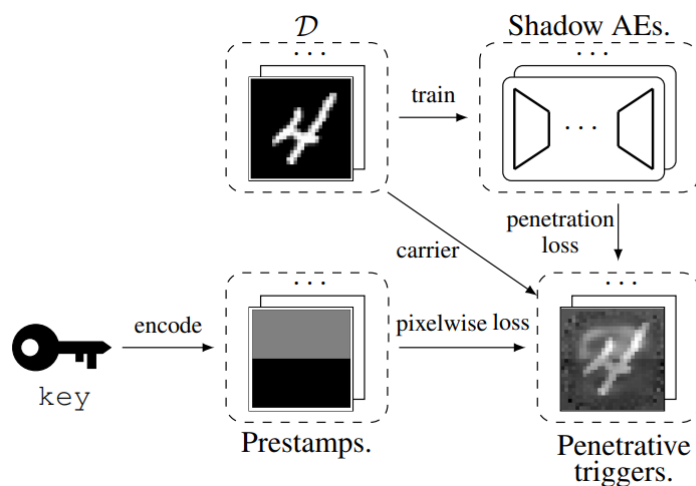 𝒟
Shadow AEs.
. . .
. . .
train
. . .
penetration
loss
carrier
. . .
. . .
encode
pixelwise loss
key
Prestamps.
Penetrative
triggers.